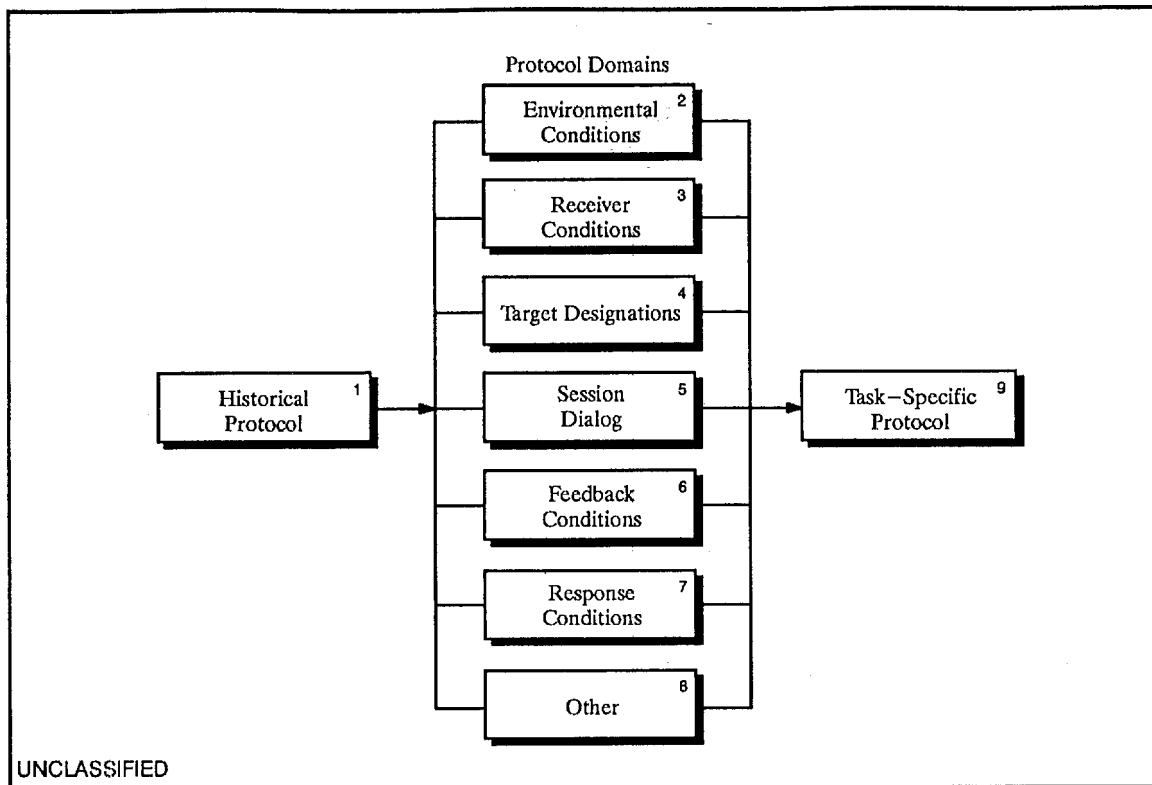 Protocol Domains
Environmental
Conditions
2
Receiver
Conditions
3
Target Designations
4
Historical
Protocol
1
Session
Dialog
5
Task-Specific
Protocol
9
Feedback
Conditions
6
Response
Conditions
7
Other
8
UNCLASSIFIED